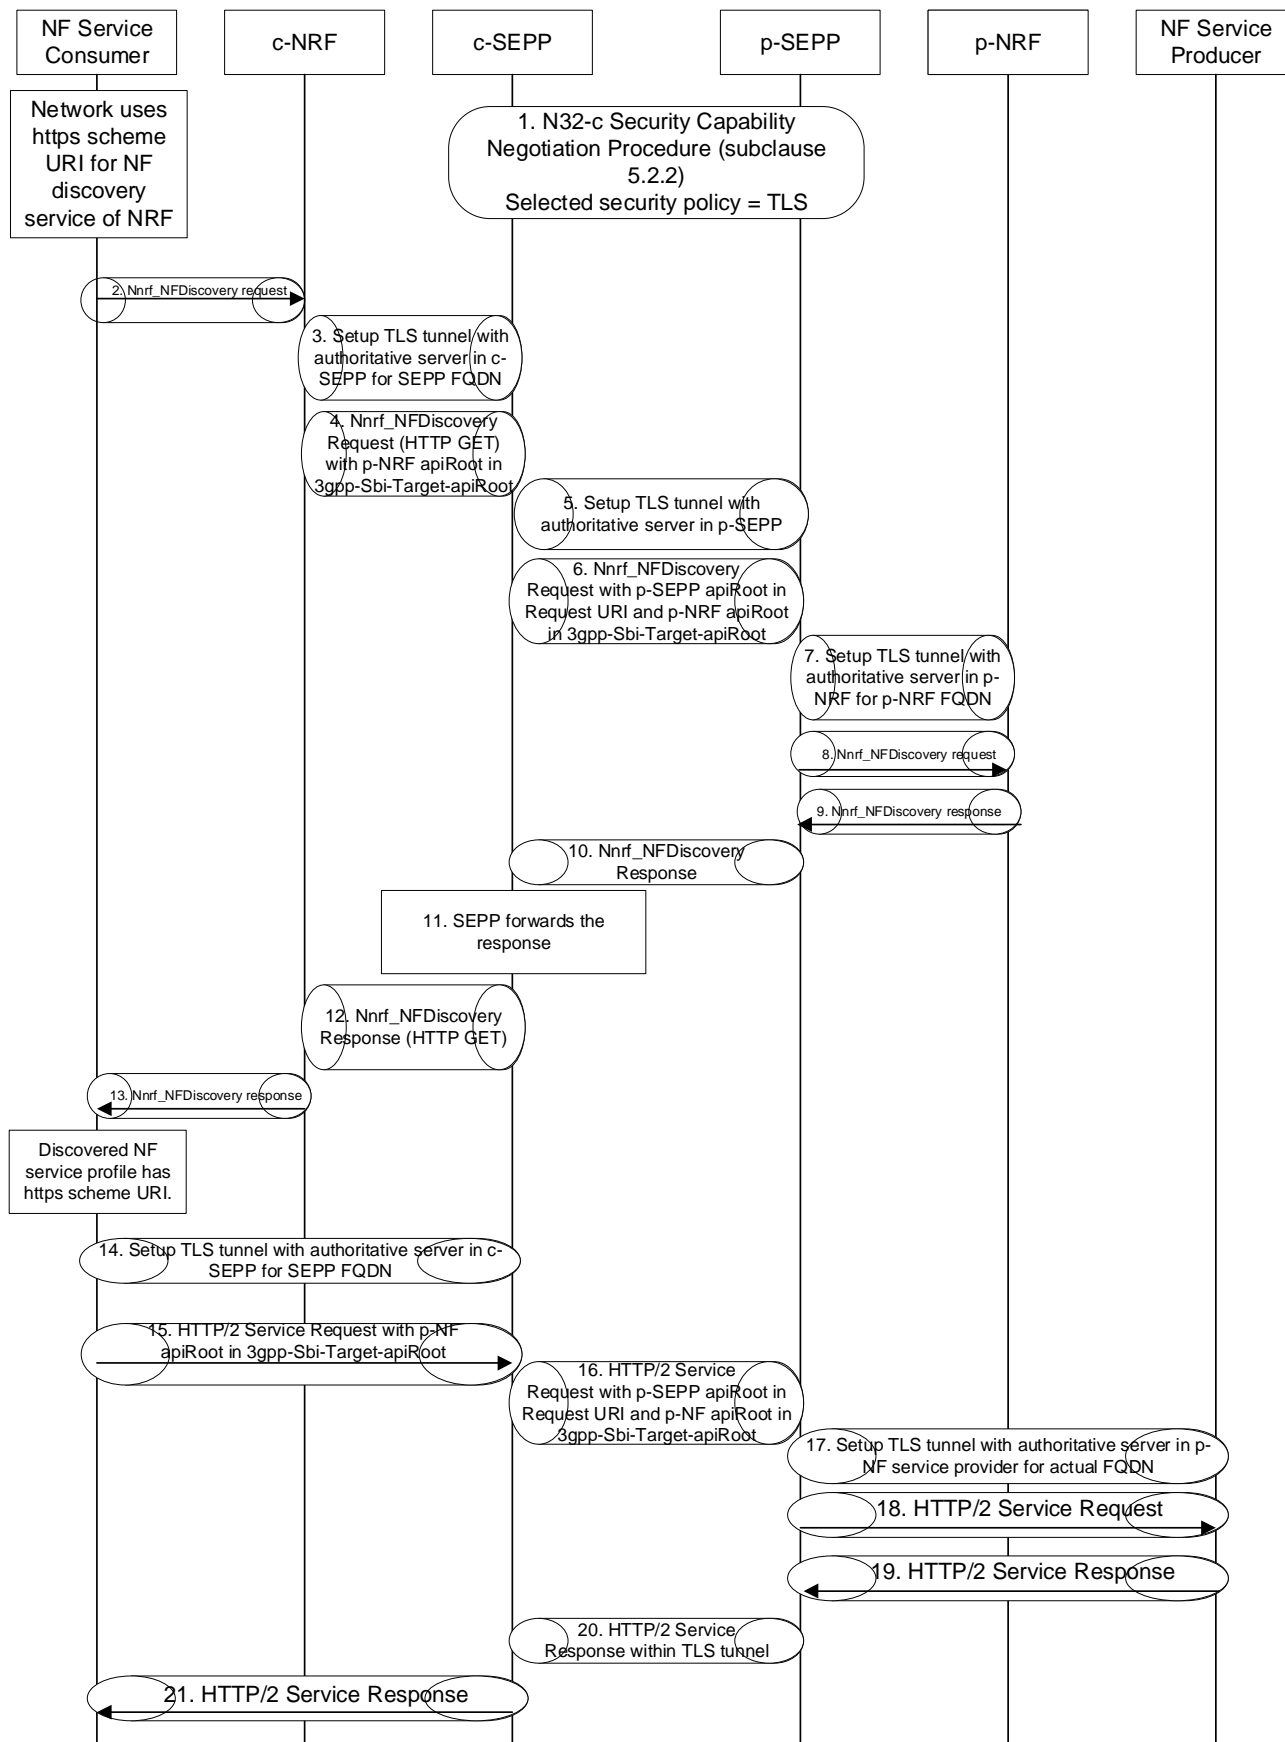 NF Service
Consumer
c-NRF
c-SEPP
p-SEPP
p-NRF
NF Service
Producer
Network uses
https scheme
URI for NF
discovery
service of NRF
1. N32-c Security Capability
Negotiation Procedure (subclause
5.2.2)
Selected security policy = TLS
2. Nnrf_NFDiscovery request
3. Setup TLS tunnel with
authoritative server in c-
SEPP for SEPP FQDN
4. Nnrf_NFDiscovery
Request (HTTP GET)
with p-NRF apiRoot in
3gpp-Sbi-Target-apiRoot
5. Setup TLS tunnel with
authoritative server in p-SEPP
6. Nnrf_NFDiscovery
Request with p-SEPP apiRoot in
Request URI and p-NRF apiRoot
in 3gpp-Sbi-Target-apiRoot
7. Setup TLS tunnel with
authoritative server in p-
NRF for p-NRF FQDN
8. Nnrf_NFDiscovery request
9. Nnrf_NFDiscovery response
10. Nnrf_NFDiscovery
Response
11. SEPP forwards the
response
12. Nnrf_NFDiscovery
Response (HTTP GET)
13. Nnrf_NFDiscovery response
Discovered NF
service profile has
https scheme URI.
14. Setup TLS tunnel with authoritative server in c-
SEPP for SEPP FQDN
15. HTTP/2 Service Request with p-NF
apiRoot in 3gpp-Sbi-Target-apiRoot
16. HTTP/2 Service
Request with p-SEPP apiRoot in
Request URI and p-NF apiRoot in
3gpp-Sbi-Target-apiRoot
17. Setup TLS tunnel with authoritative server in p-
NF service provider for actual FQDN
18. HTTP/2 Service Request
19. HTTP/2 Service Response
20. HTTP/2 Service
Response within TLS tunnel
21. HTTP/2 Service Response